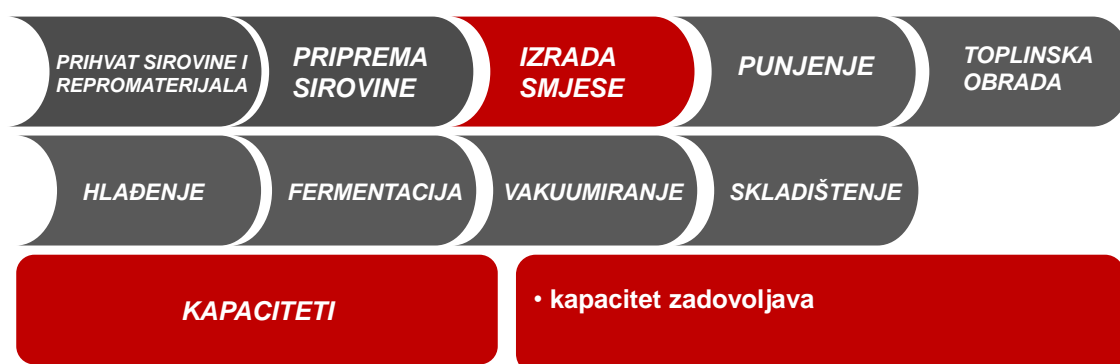 PRIHVAT SIROVINE I
REPROMATERIJALA
PRIPREMA
SIROVINE
IZRADA
SMJESE
PUNJENJE
TOPLINSKA
OBRADA
HLAĐENJE
FERMENTACIJA
VAKUUMIRANJE
SKLADIŠTENJE
KAPACITETI
• kapacitet zadovoljava